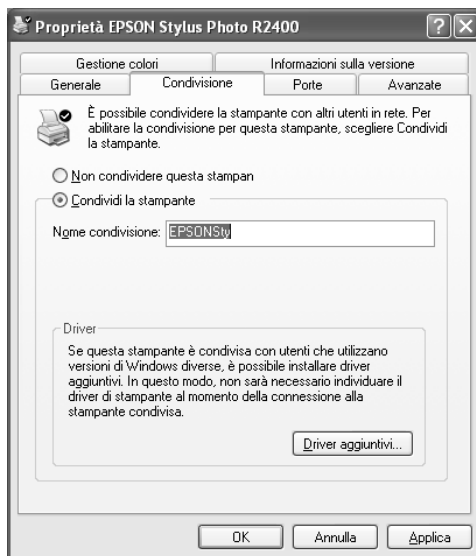 Proprietà EPSON Stylus Photo R2400
Gestione colori Informazioni sulla versione
Generale Condivisione Porte Avanzate
È possibile condividere la stampante con altri utenti in rete. Per
abilitare la condivisione per questa stampante, scegliere Condividi
la stampante.
Non condividere questa stampan
Condividi la stampante
Nome condivisione: EPSONSty
Driver
Se questa stampante è condivisa con utenti che utilizzano
versioni di Windows diverse, è possibile installare driver
aggiuntivi. In questo modo, non sarà necessario individuare il
driver di stampante al momento della connessione alla
stampante condivisa.
Driver aggiuntivi...
OK Annulla Applica